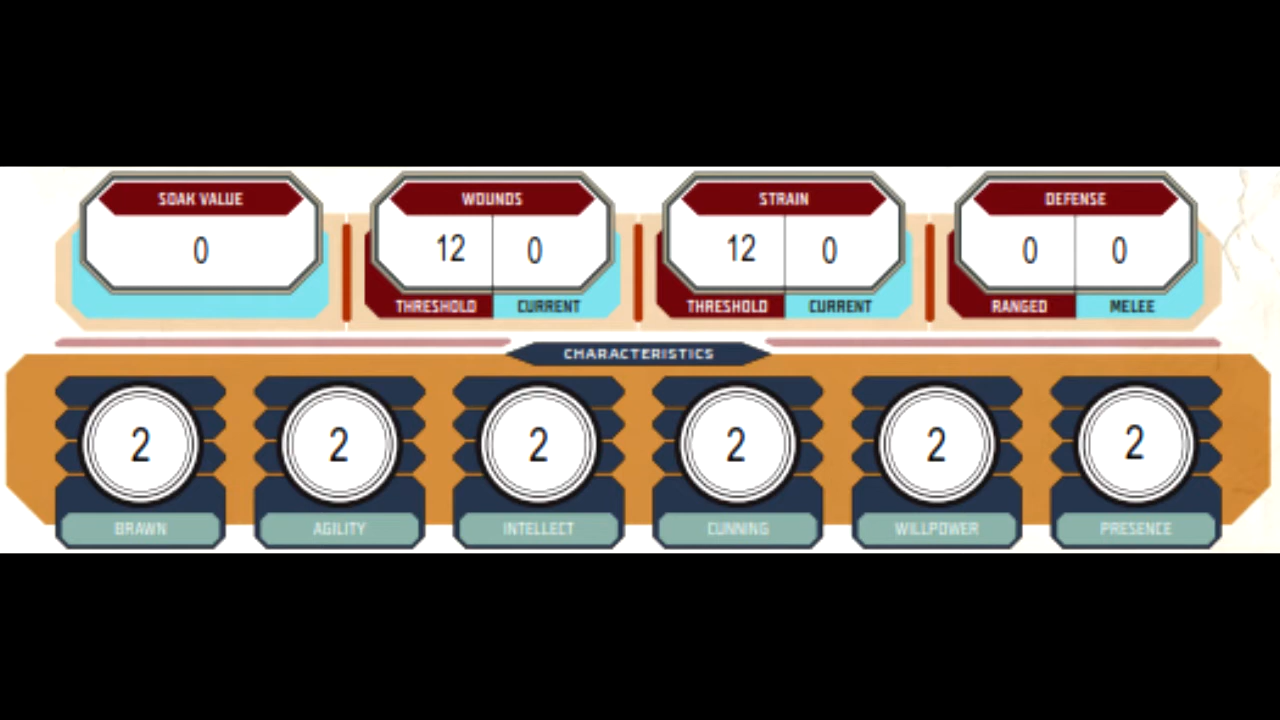 SOAK VALUE WOUNDS STRAIN DEFENSE
0 12 0 12 0 0 0
THRESHOLD CURRENT THRESHOLD CURRENT RANGED MELEE
CHARACTERISTICS
2 2 2 2 2 2
BRAWN AGILITY INTELLECT CUNNING WILLPOWER PRESENCE